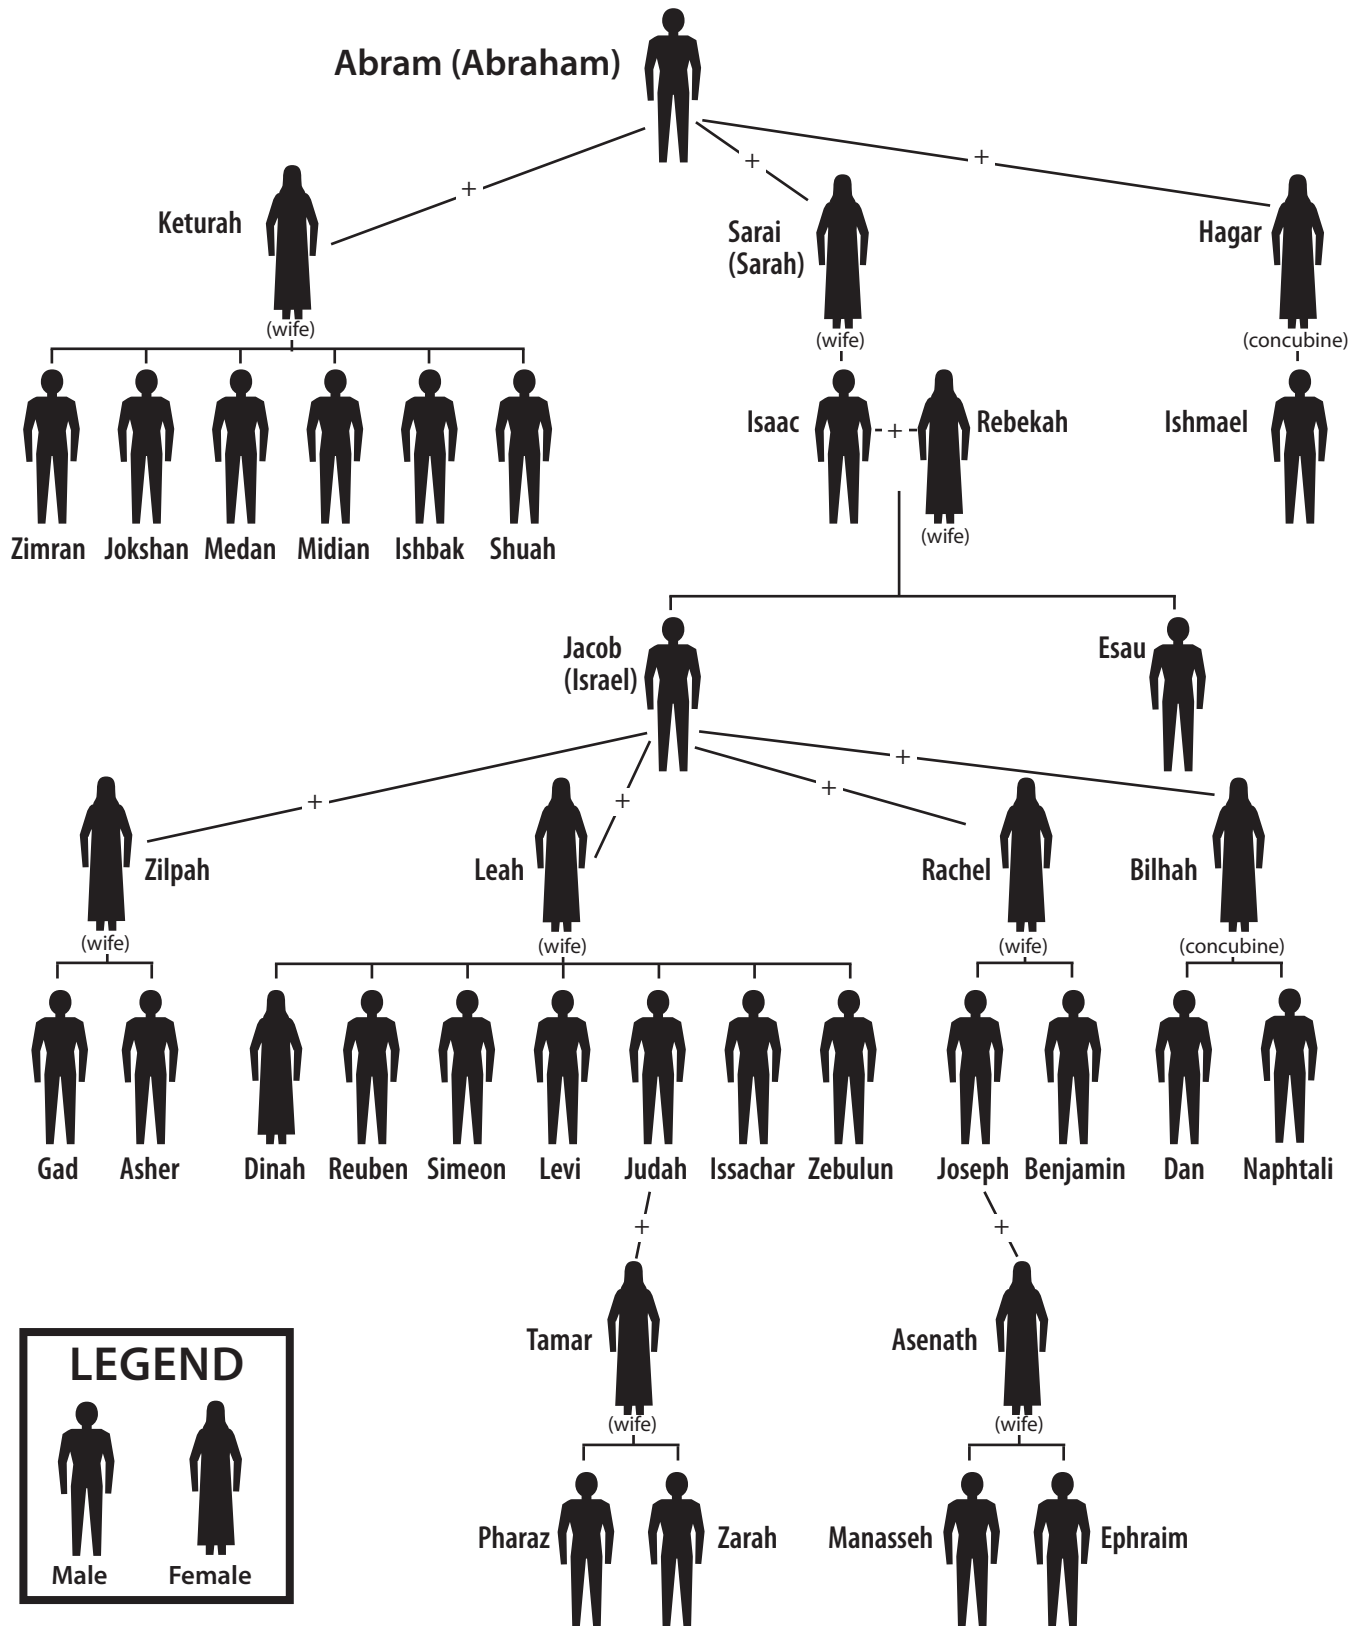 Abram (Abraham)
+
+
+
Keturah
Sarai
(Sarah)
Hagar
(wife)
(wife)
(concubine)
Isaac
+
Rebekah
Ishmael
(wife)
Zimran
Jokshan
Medan
Midian
Ishbak
Shuah
Jacob
(Israel)
Esau
+
+
+
+
Zilpah
Leah
Rachel
Bilhah
(wife)
(wife)
(wife)
(concubine)
Gad
Asher
Dinah
Reuben
Simeon
Levi
Judah
Issachar
Zebulun
Joseph
Benjamin
Dan
Naphtali
+
+
Tamar
Asenath
(wife)
(wife)
Pharaz
Zarah
Manasseh
Ephraim
LEGEND
Male
Female